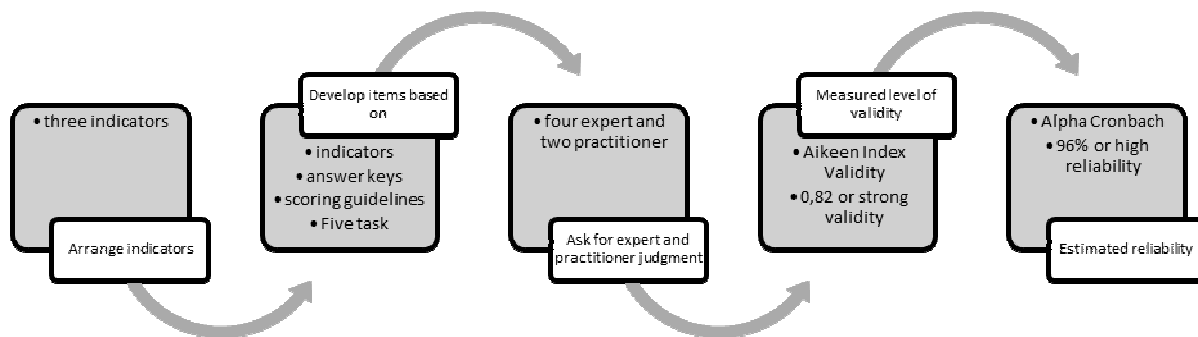 • three indicators
Arrange indicators
Develop items based
on
• indicators
• answer keys
• scoring guidelines
• Five task
• four expert and
two practitioner
Ask for expert and
practitioner judgment
Measured level of
validity
• Aikeen Index
Validity
• 0,82 or strong
validity
• Alpha Cronbach
• 96% or high
reliability
Estimated reliability